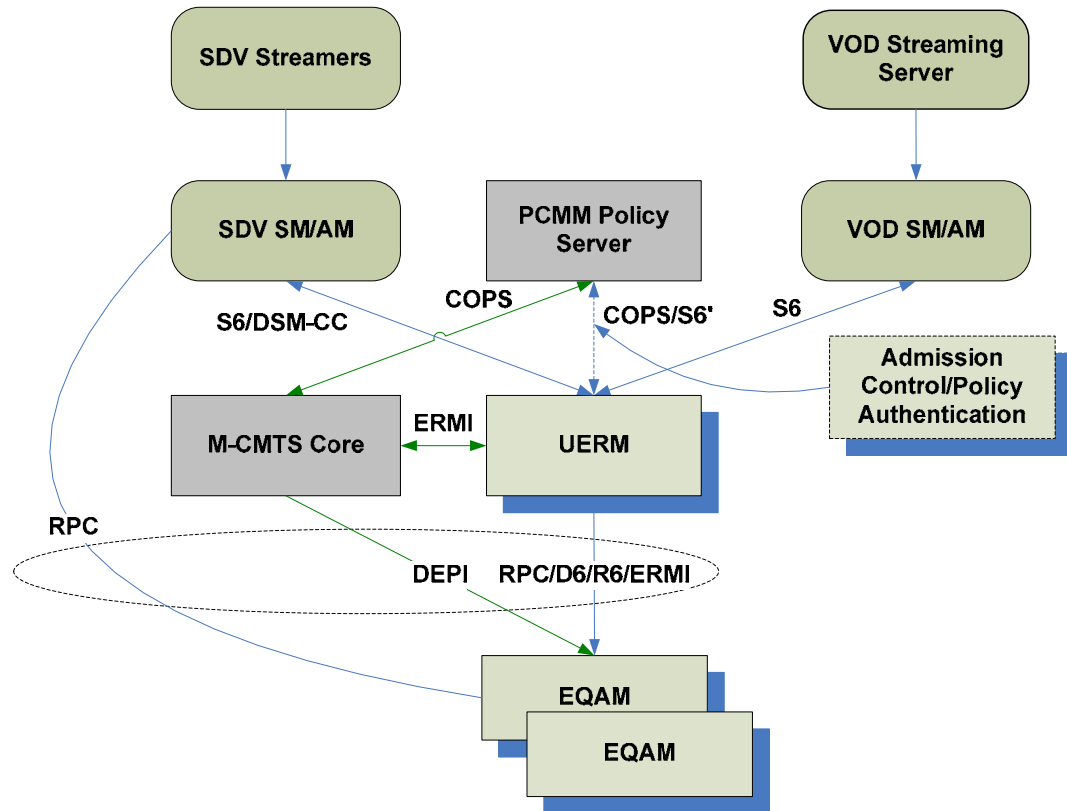 SDV Streamers
VOD Streaming
Server
SDV SM/AM
PCMM Policy
Server
VOD SM/AM
COPS
S6/DSM-CC
COPS/S6'
S6
Admission
Control/Policy
Authentication
M-CMTS Core
ERMI
UERM
RPC
DEPI
RPC/D6/R6/ERMI
EQAM
EQAM